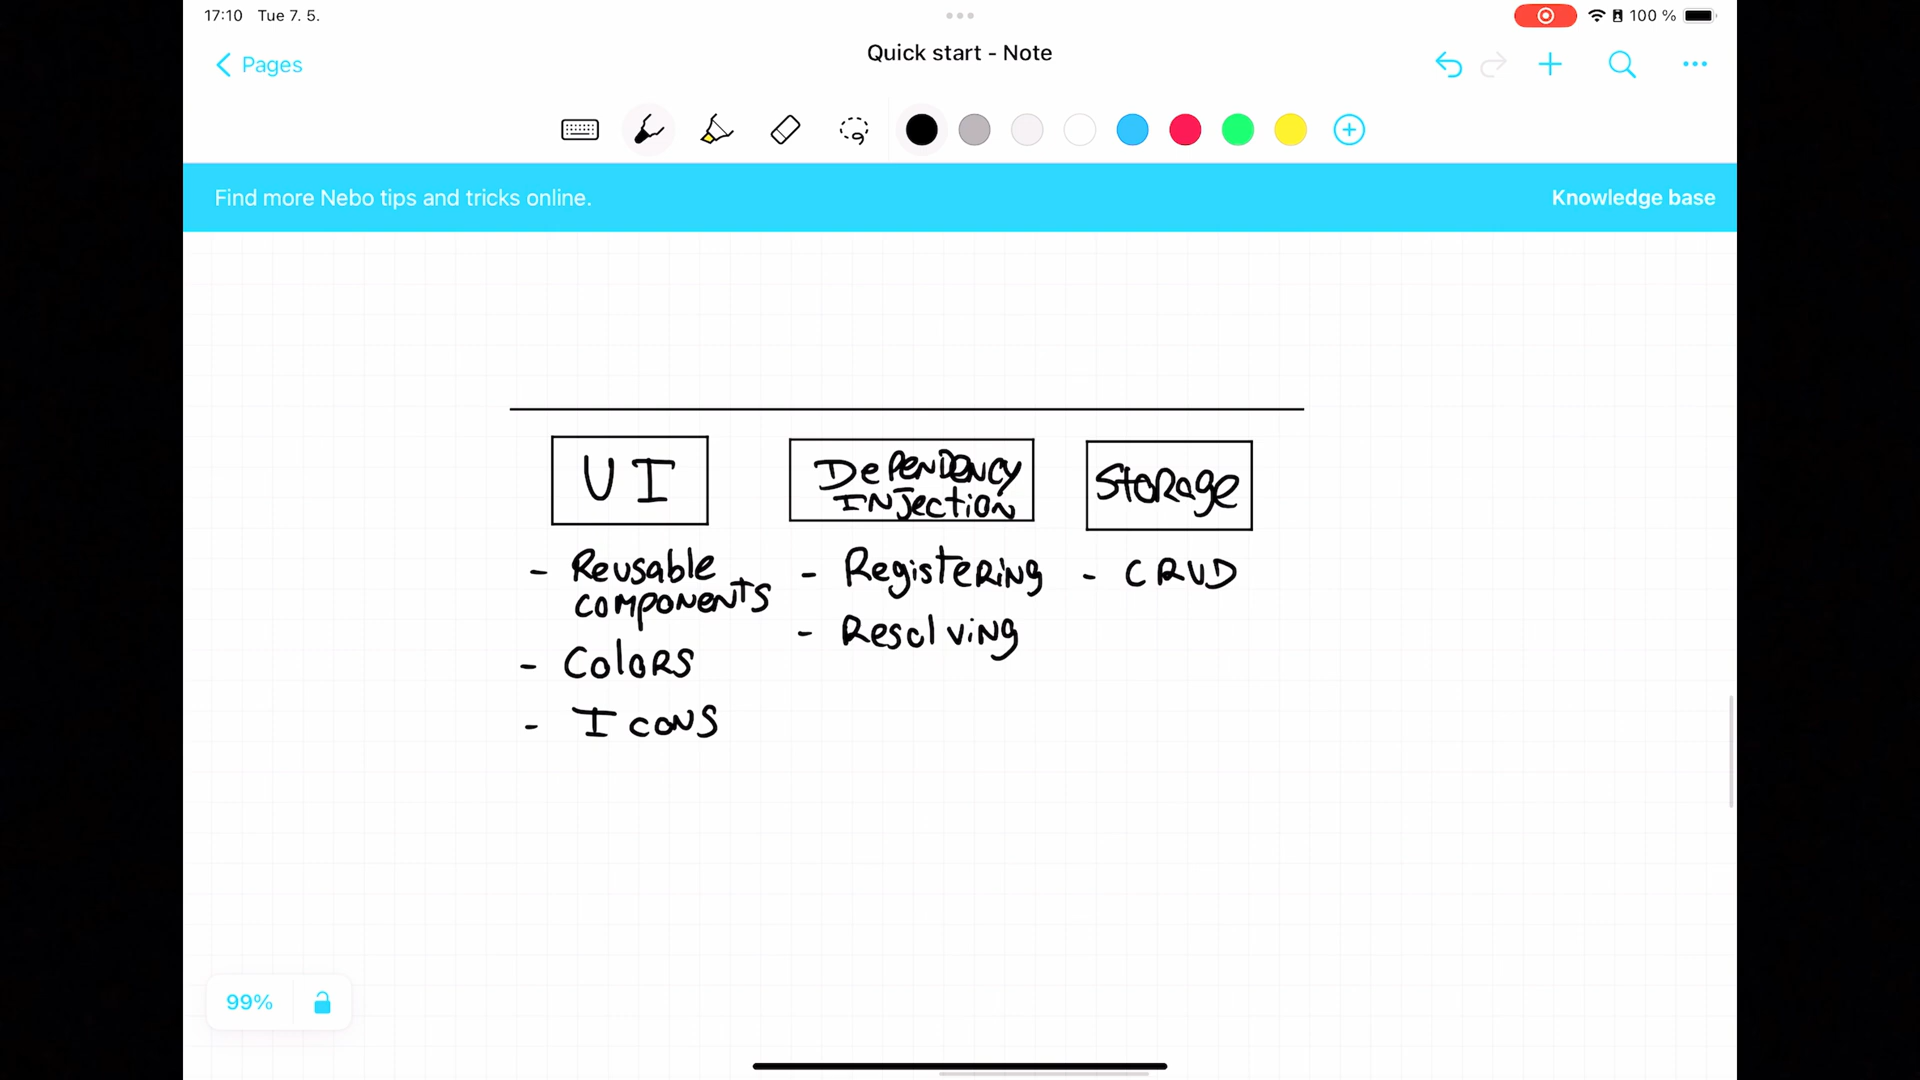 17:10 Tue 7. 5.
100 %
Quick start - Note
Pages
Find more Nebo tips and tricks online.
Knowledge base
UI
Dependency
Injection
Storage
- Reusable
components
- Colors
- Icons
- Registering
- Resolving
- CRUD
99%